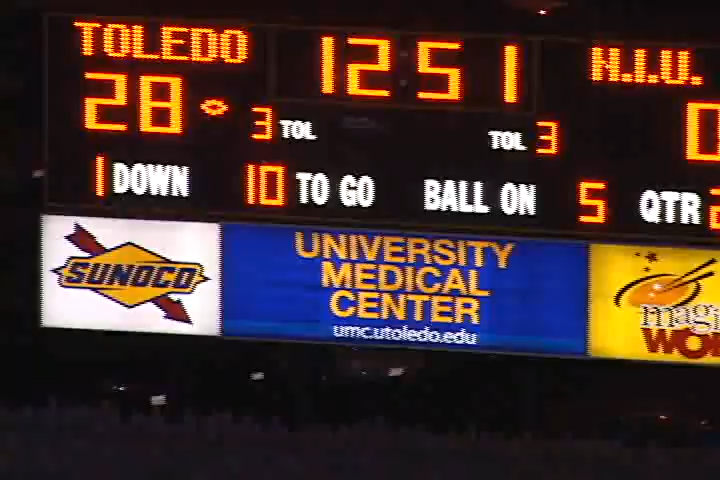 TOLEDO 12 51 N.I.U.
28 3 TOL TOL 3 0
1 DOWN 10 TO GO BALL ON 5 QTR 2
SUNOCO
UNIVERSITY
MEDICAL
CENTER
umc.utoledo.edu